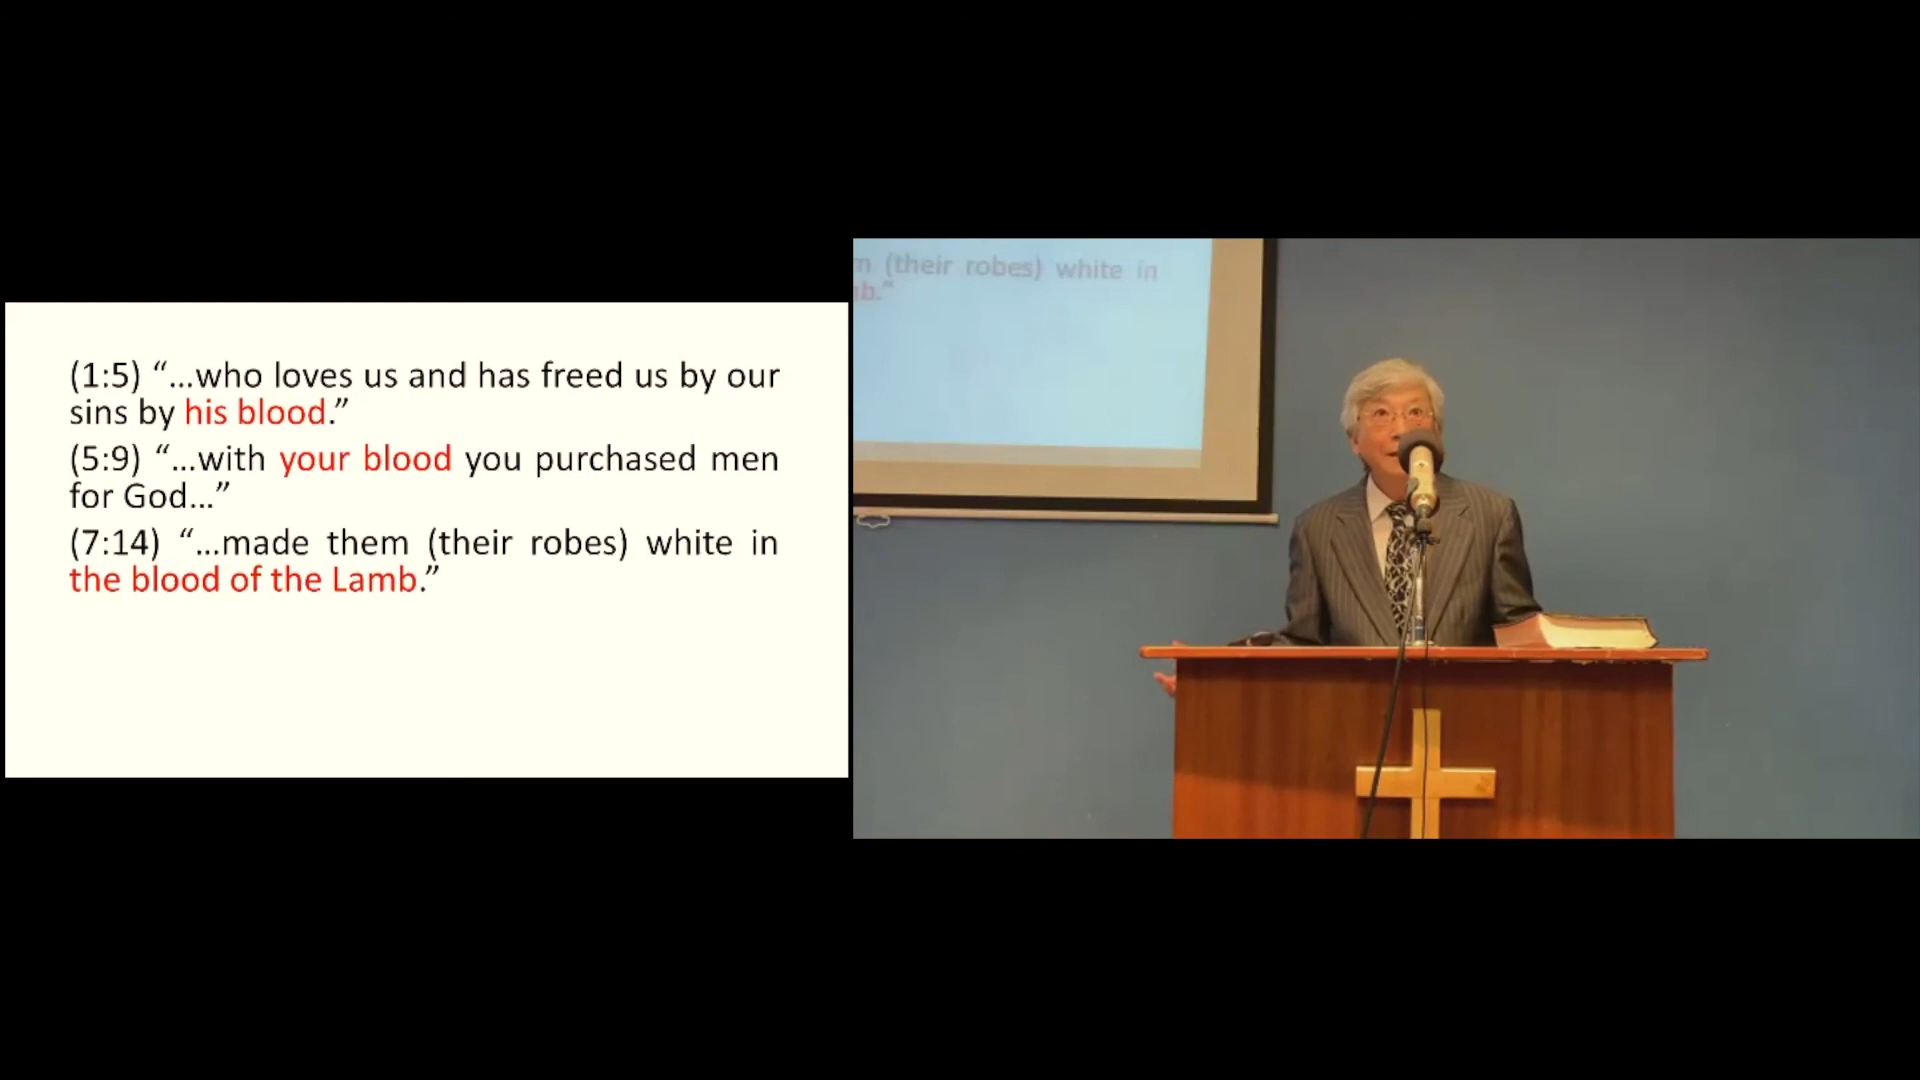 (1:5) “…who loves us and has freed us by our
sins by his blood.”
(5:9) “…with your blood you purchased men
for God…”
(7:14) “…made them (their robes) white in
the blood of the Lamb.”
(their robes) white in